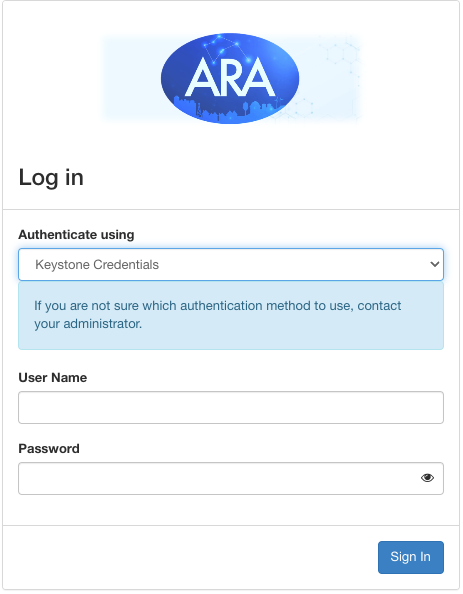 ARA
Log in
Authenticate using
Keystone Credentials
If you are not sure which authentication method to use, contact
your administrator.
User Name
Password
Sign In